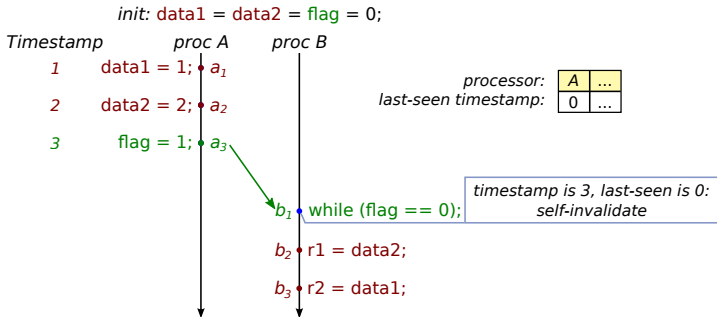 init: data1 = data2 = flag = 0;
Timestamp proc A proc B
1 data1 = 1; a1
2 data2 = 2; a2
3 flag = 1; a3
processor: A ...
last-seen timestamp: 0 ...
b1 while (flag == 0);
timestamp is 3, last-seen is 0:
self-invalidate
b2 r1 = data2;
b3 r2 = data1;